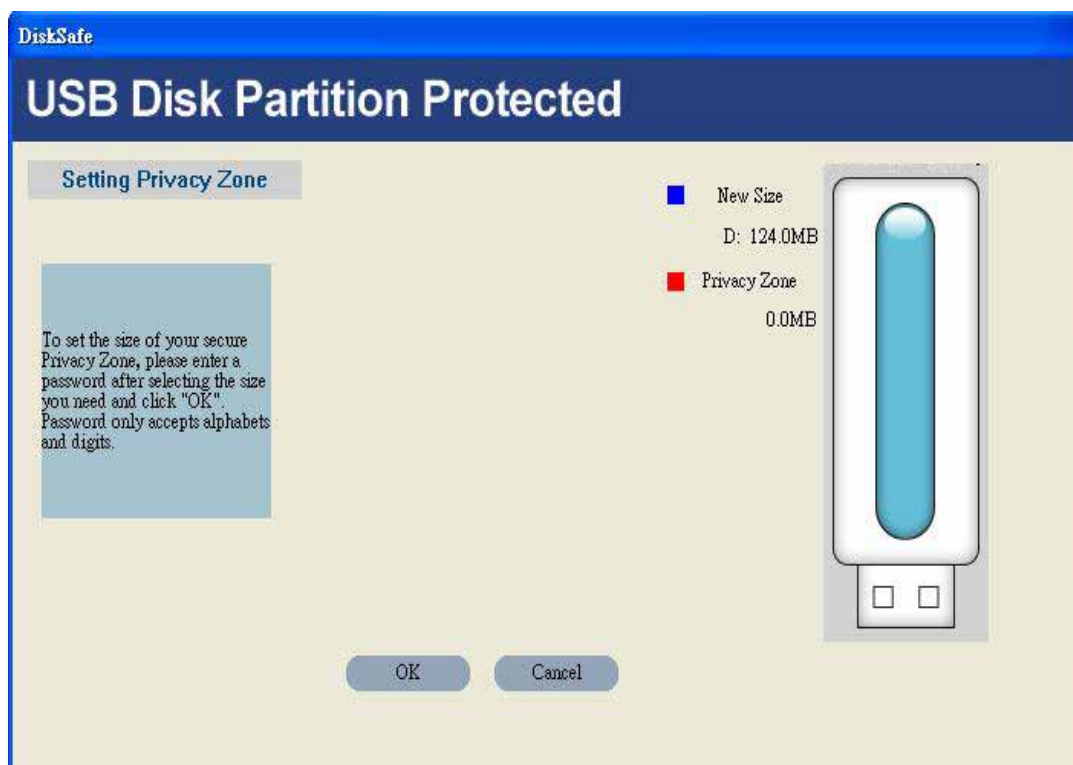 DiskSafe
USB Disk Partition Protected
Setting Privacy Zone
To set the size of your secure
Privacy Zone, please enter a
password after selecting the size
you need and click "OK".
Password only accepts alphabets
and digits.
New Size
D: 124.0MB
Privacy Zone
0.0MB
OK
Cancel